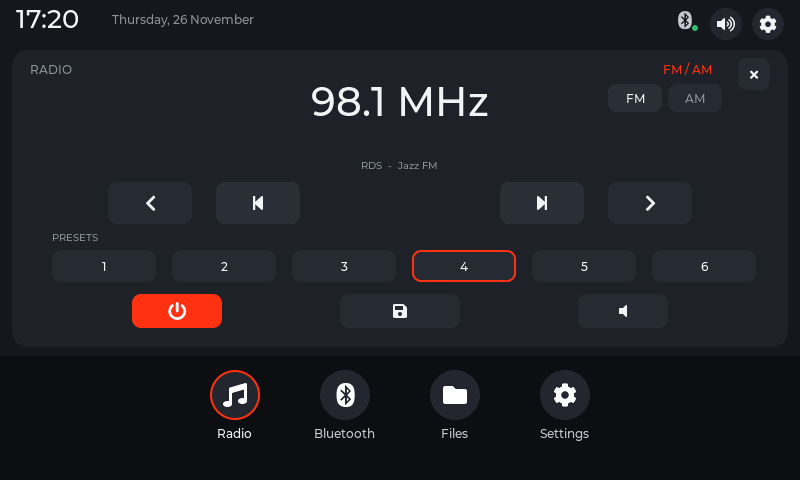 17:20
Thursday, 26 November
RADIO
FM / AM
98.1 MHz
FM
AM
RDS - Jazz FM
PRESETS
1
2
3
4
5
6
Radio
Bluetooth
Files
Settings